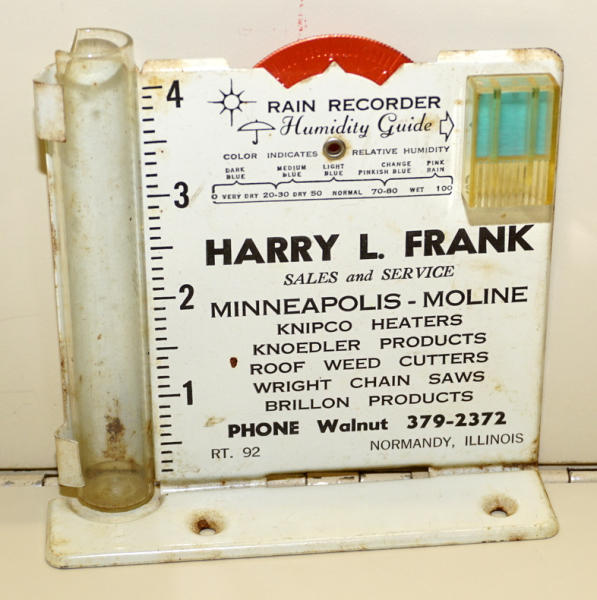 RAIN RECORDER
Humidity Guide
COLOR INDICATES RELATIVE HUMIDITY
DARK BLUE MEDIUM BLUE LIGHT BLUE CHANGE PINKISH BLUE PINK RAIN
0 VERY DRY 20-30 DRY 50 NORMAL 70-80 WET 100
4
3
2
1
HARRY L. FRANK
SALES and SERVICE
MINNEAPOLIS - MOLINE
KNIPCO HEATERS
KNOEDLER PRODUCTS
ROOF WEED CUTTERS
WRIGHT CHAIN SAWS
BRILLON PRODUCTS
PHONE Walnut 379-2372
RT. 92 NORMANDY, ILLINOIS